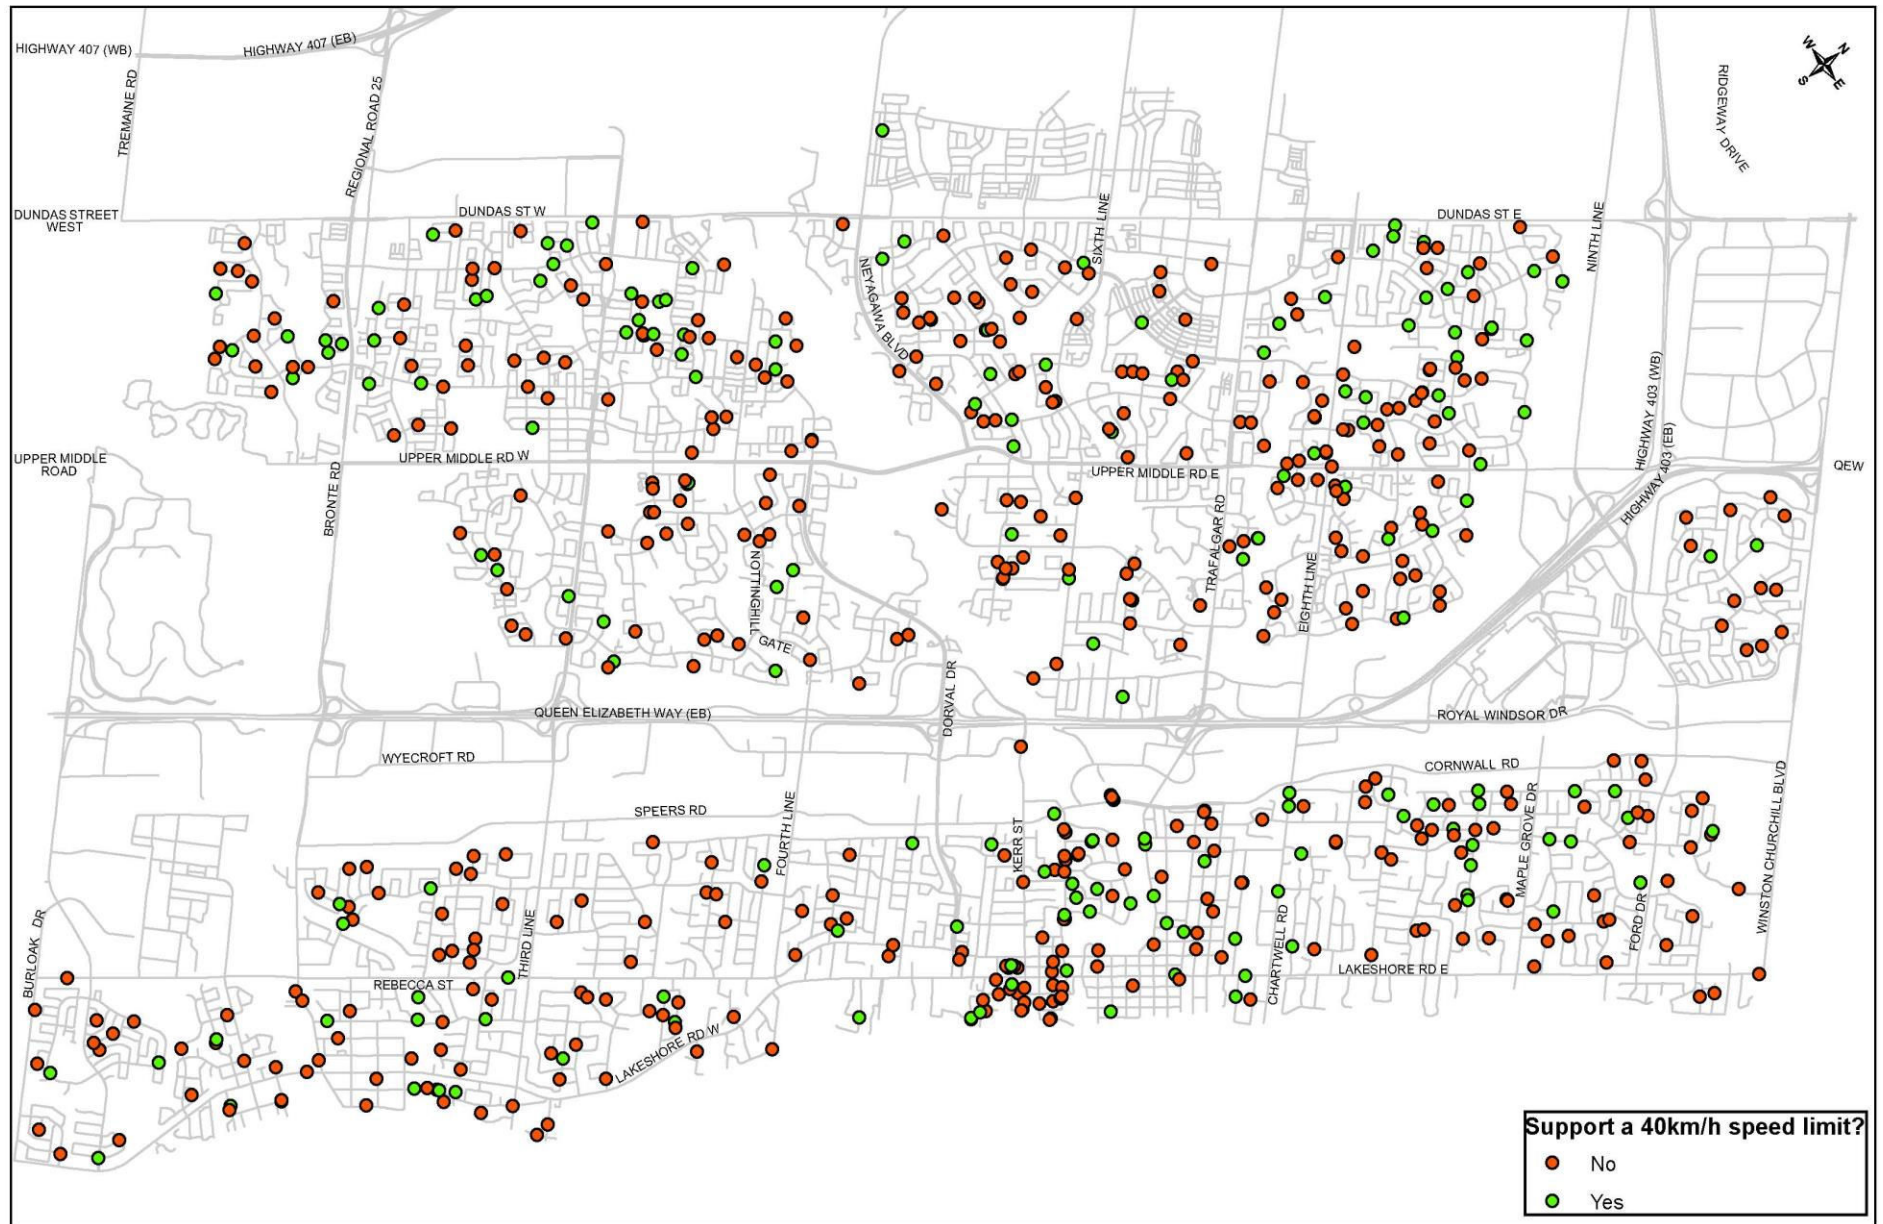 HIGHWAY 407 (WB)
HIGHWAY 407 (EB)
TREMAINE RD
REGIONAL ROAD 25
RIDGEWAY DRIVE
W
N
S
E
DUNDAS STREET
WEST
DUNDAS ST W
DUNDAS ST E
SIXTH LINE
NINTH LINE
NEYAGAWA BLVD
UPPER MIDDLE
ROAD
UPPER MIDDLE RD W
UPPER MIDDLE RD E
HIGHWAY 403 (WB)
HIGHWAY 403 (EB)
QEW
BRONTE RD
TRAFALGAR RD
EIGHTH LINE
NOTTINGHILL
GATE
DORVAL DR
QUEEN ELIZABETH WAY (EB)
ROYAL WINDSOR DR
WYECROFT RD
CORNWALL RD
SPEERS RD
FOURTH LINE
KERR ST
MAPLE GROVE DR
WINSTON CHURCHILL BLVD
BURLOAK DR
THIRD LINE
CHARTWELL RD
FORD DR
REBECCA ST
LAKESHORE RD E
LAKESHORE RD W
Support a 40km/h speed limit?
No
Yes